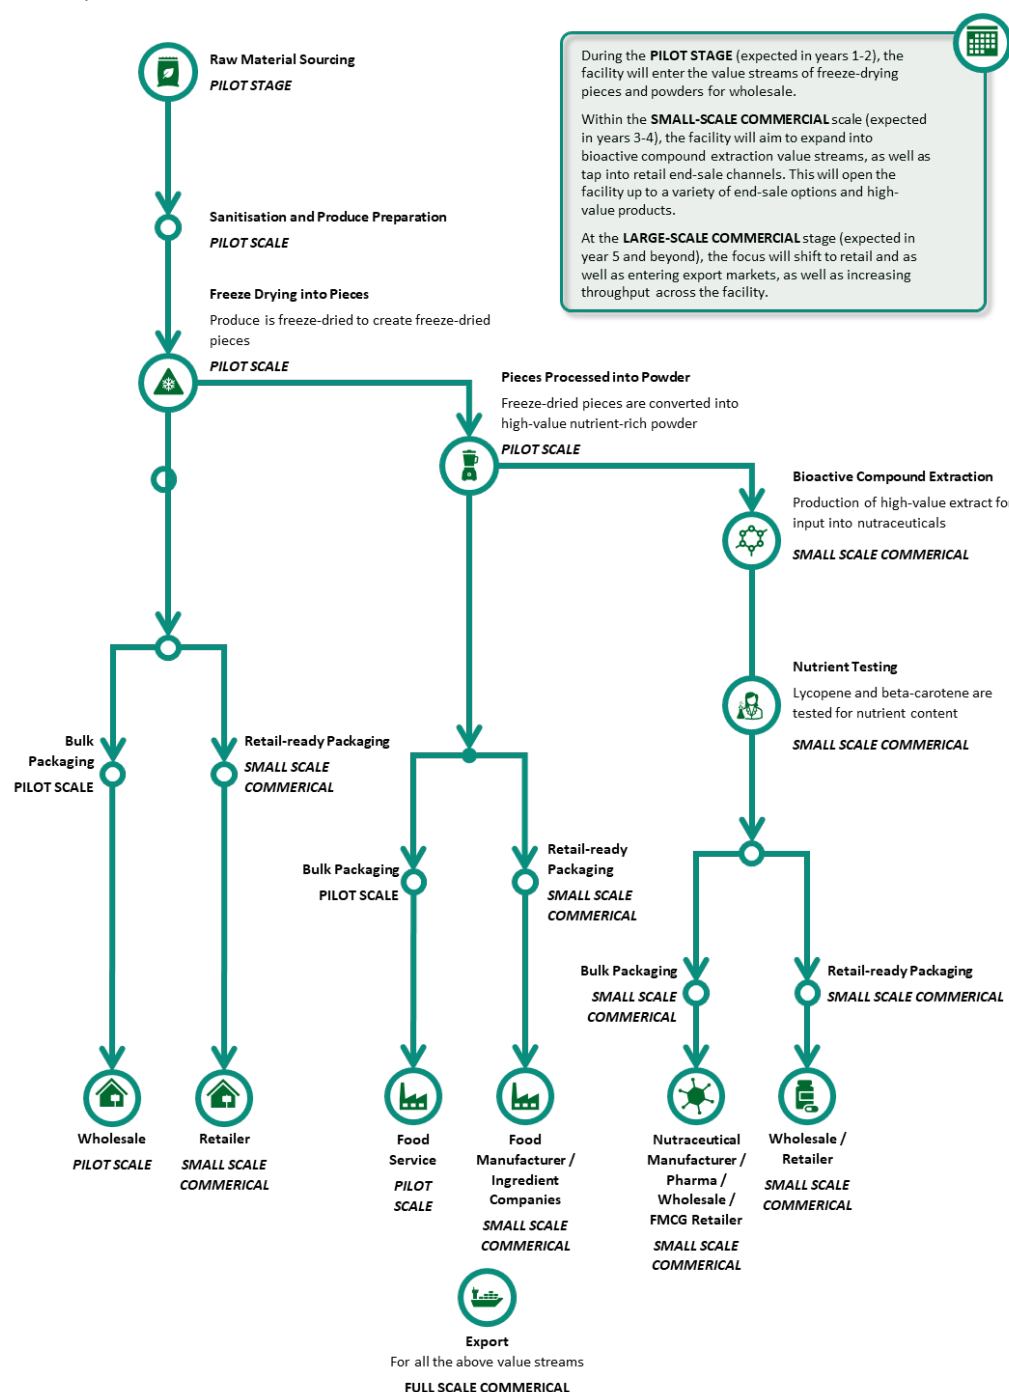 Raw Material Sourcing
PILOT STAGE
During the PILOT STAGE (expected in years 1-2), the
facility will enter the value streams of freeze-drying
pieces and powders for wholesale.
Within the SMALL-SCALE COMMERCIAL scale (expected
in years 3-4), the facility will aim to expand into
bioactive compound extraction value streams, as well as
tap into retail end-sale channels. This will open the
facility up to a variety of end-sale options and high-
value products.
At the LARGE-SCALE COMMERCIAL stage (expected in
year 5 and beyond), the focus will shift to retail and as
well as entering export markets, as well as increasing
throughput across the facility.
Sanitisation and Produce Preparation
PILOT SCALE
Freeze Drying into Pieces
Produce is freeze-dried to create freeze-dried
pieces
PILOT SCALE
Pieces Processed into Powder
Freeze-dried pieces are converted into
high-value nutrient-rich powder
PILOT SCALE
Bioactive Compound Extraction
Production of high-value extract fo
input into nutraceuticals
SMALL SCALE COMMERICAL
Nutrient Testing
Lycopene and beta-carotene are
tested for nutrient content
SMALL SCALE COMMERICAL
Bulk
Packaging
PILOT SCALE
Retail-ready Packaging
SMALL SCALE
COMMERICAL
Bulk Packaging
PILOT SCALE
Retail-ready
Packaging
SMALL SCALE
COMMERICAL
Bulk Packaging
SMALL SCALE
COMMERICAL
Retail-ready Packaging
SMALL SCALE COMMERICAL
Wholesale
PILOT SCALE
Retailer
SMALL SCALE
COMMERICAL
Food
Service
PILOT
SCALE
Food
Manufacturer /
Ingredient
Companies
SMALL SCALE
COMMERICAL
Nutraceutical
Manufacturer /
Pharma /
Wholesale /
FMCG Retailer
SMALL SCALE
COMMERICAL
Wholesale /
Retailer
SMALL SCALE
COMMERICAL
Export
For all the above value streams
FULL SCALE COMMERICAL